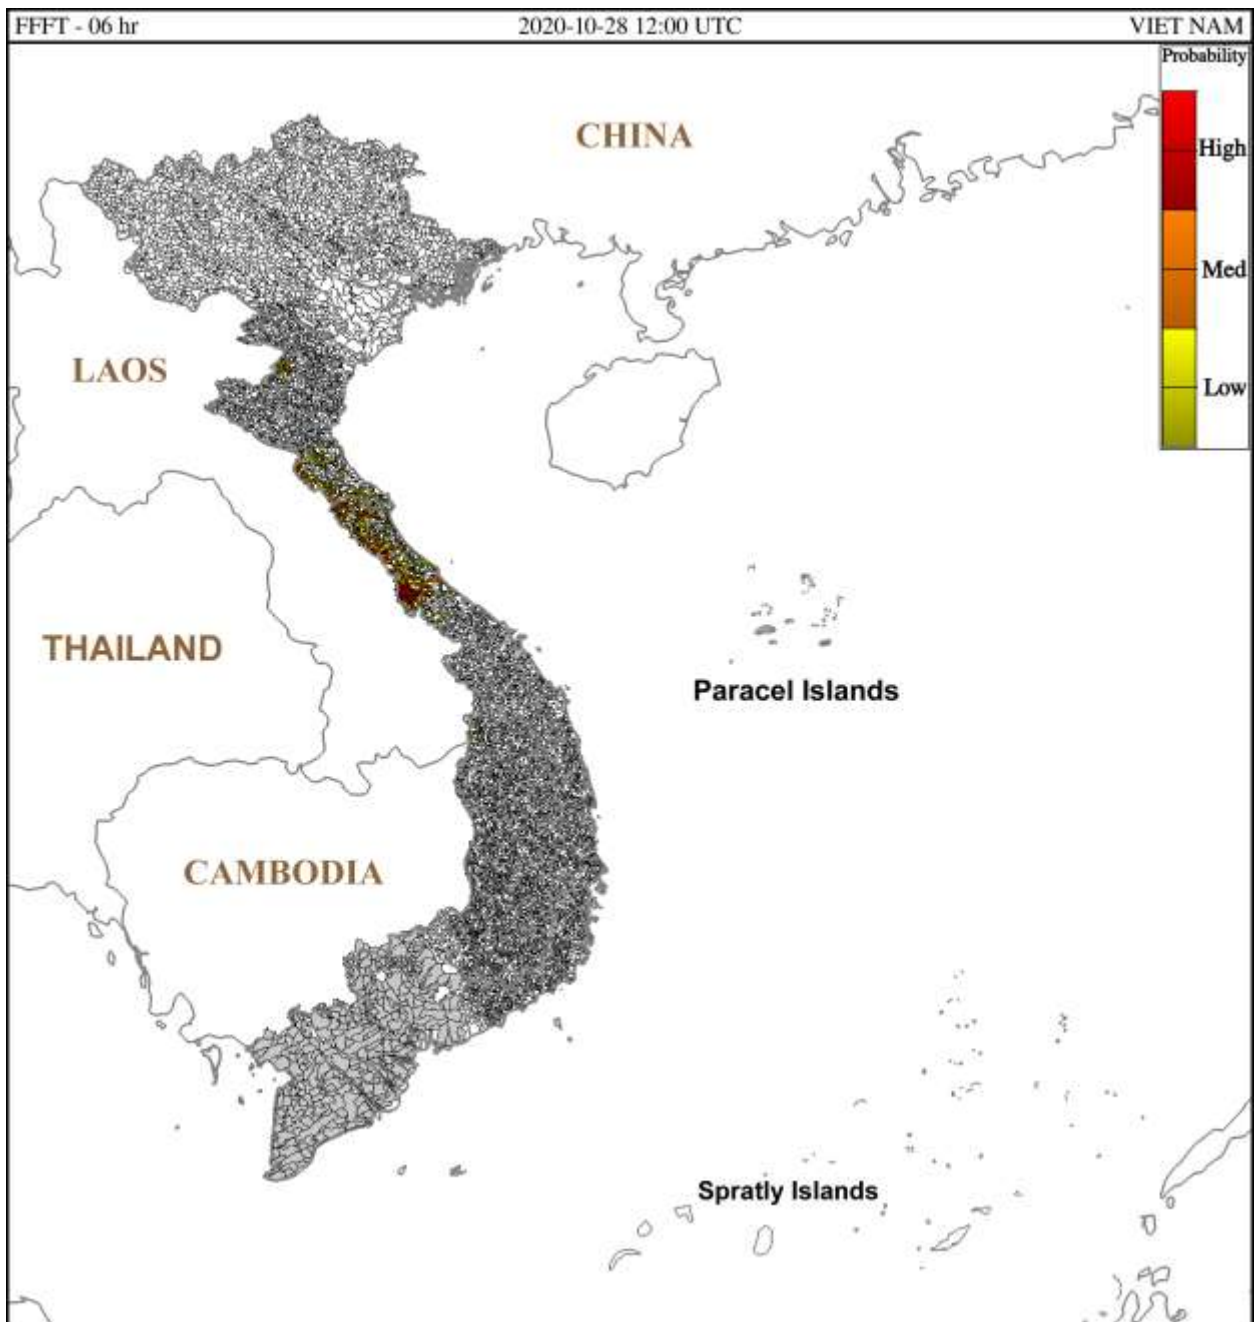 FFFT - 06 hr 2020-10-28 12:00 UTC VIET NAM
Probability
CHINA
High
Med
LAOS
Low
THAILAND
Paracel Islands
CAMBODIA
Spratly Islands